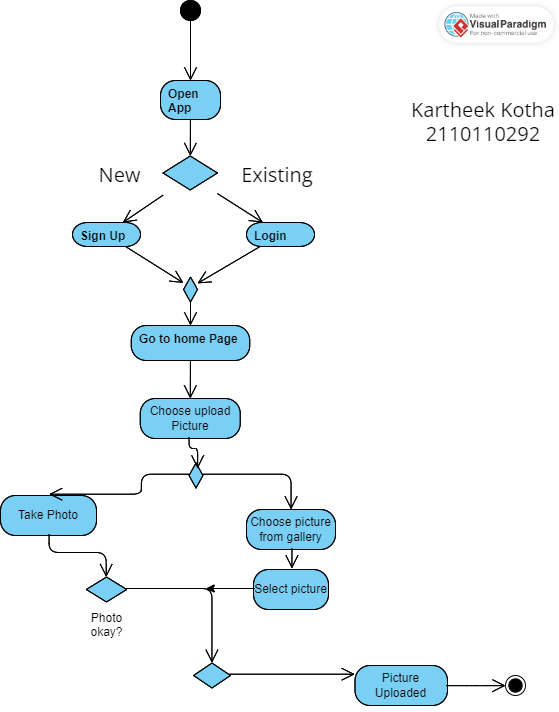 Made with
Visual Paradigm
For non-commercial use
Kartheek Kotha
2110110292
Open
App
New
Existing
Sign Up
Login
Go to home Page
Choose upload
Picture
Take Photo
Choose picture
from gallery
Select picture
Photo
okay?
Picture
Uploaded